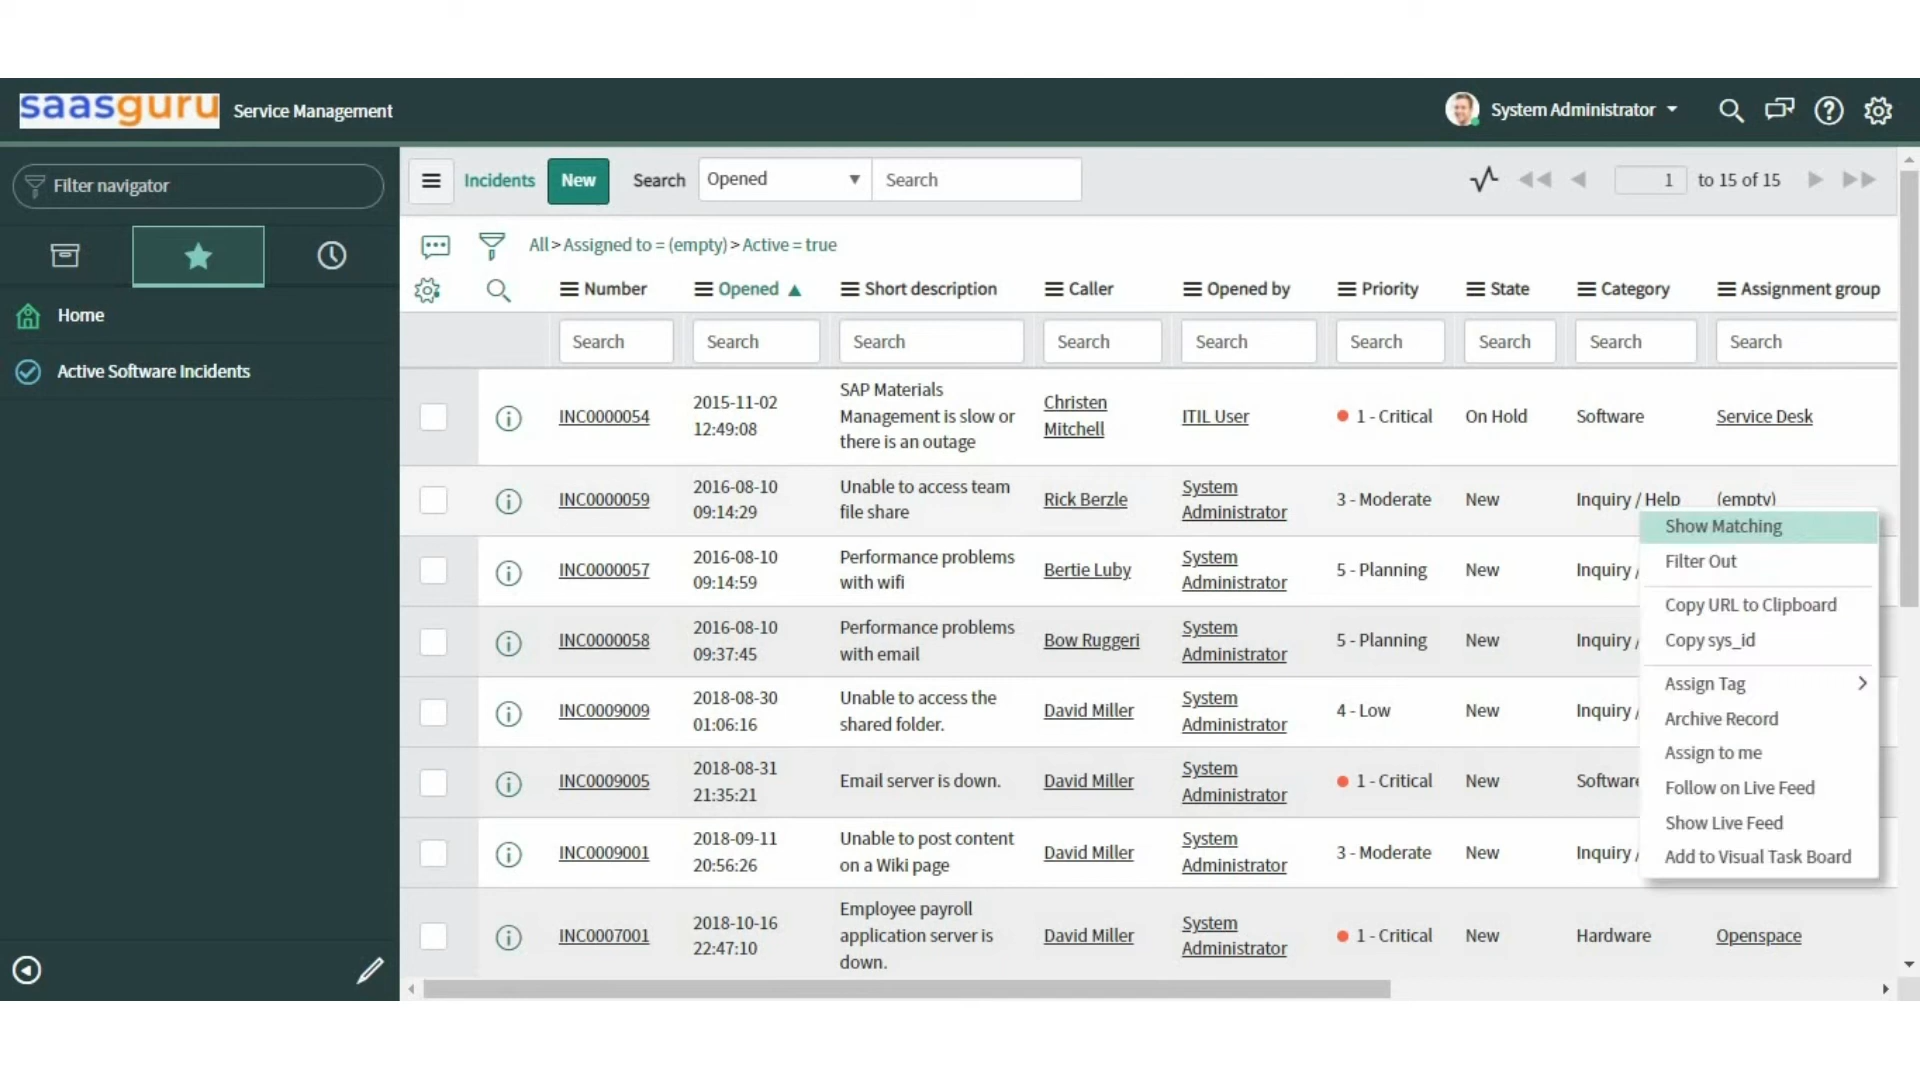 saasguru Service Management
System Administrator
Filter navigator
Home
Active Software Incidents
Incidents New Search Opened Search 1 to 15 of 15
All > Assigned to = (empty) > Active = true
Number Opened ▲ Short description Caller Opened by Priority State Category Assignment group
Search Search Search Search Search Search Search Search Search
INC0000054 2015-11-02 12:49:08 SAP Materials Management is slow or there is an outage Christen Mitchell ITIL User 1 - Critical On Hold Software Service Desk
INC0000059 2016-08-10 09:14:29 Unable to access team file share Rick Berzle System Administrator 3 - Moderate New Inquiry / Help (empty)
INC0000057 2016-08-10 09:14:59 Performance problems with wifi Bertie Luby System Administrator 5 - Planning New Inquiry /
INC0000058 2016-08-10 09:37:45 Performance problems with email Bow Ruggeri System Administrator 5 - Planning New Inquiry /
INC0009009 2018-08-30 01:06:16 Unable to access the shared folder. David Miller System Administrator 4 - Low New Inquiry /
INC0009005 2018-08-31 21:35:21 Email server is down. David Miller System Administrator 1 - Critical New Software
INC0009001 2018-09-11 20:56:26 Unable to post content on a Wiki page David Miller System Administrator 3 - Moderate New Inquiry /
INC0007001 2018-10-16 22:47:10 Employee payroll application server is down. David Miller System Administrator 1 - Critical New Hardware Openspace
Show Matching
Filter Out
Copy URL to Clipboard
Copy sys_id
Assign Tag
Archive Record
Assign to me
Follow on Live Feed
Show Live Feed
Add to Visual Task Board